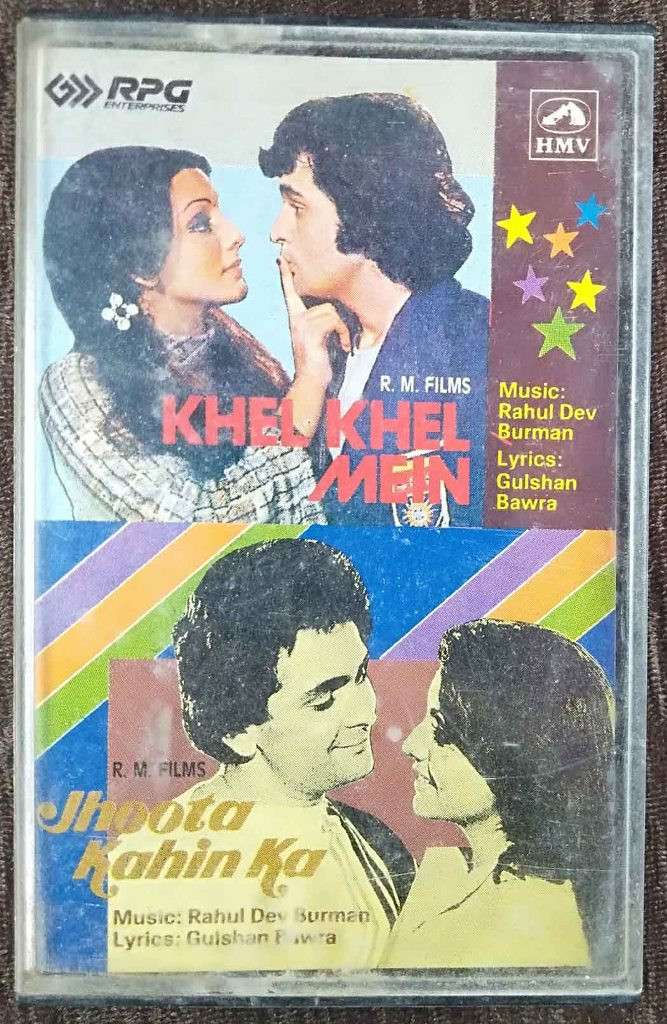 RPG
ENTERPRISES
HMV
R. M. FILMS
KHEL KHEL
MEIN
Music:
Rahul Dev
Burman
Lyrics:
Gulshan
Bawra
R. M. FILMS
Jhoota
Kahin Ka
Music: Rahul Dev Burman
Lyrics: Gulshan Bawra